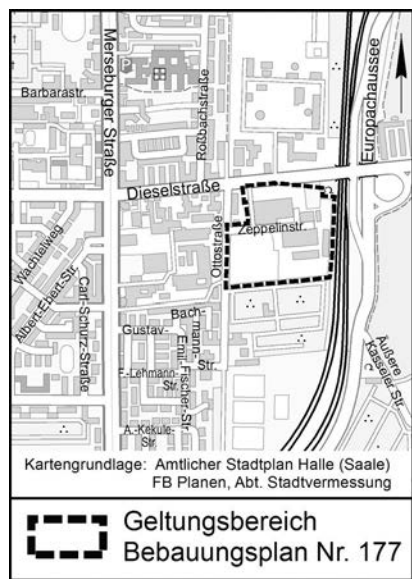 Barbarastr.
Merseburger Straße
P
Roßbachstraße
Europachaussee
Dieselstraße
Wachtelweg
Albert-Ebert-Str.
Carl-Schurz-Straße
Ottostraße
Zeppelinstr.
Gustav-
Bach-
mann-
Str.
F.-Lehmann-
Str.
Emil-Fischer-Str.
A.-Kekule-
Str.
Äußere
Kasseler Str.
Kartengrundlage: Amtlicher Stadtplan Halle (Saale)
FB Planen, Abt. Stadtvermessung
Geltungsbereich
Bebauungsplan Nr. 177